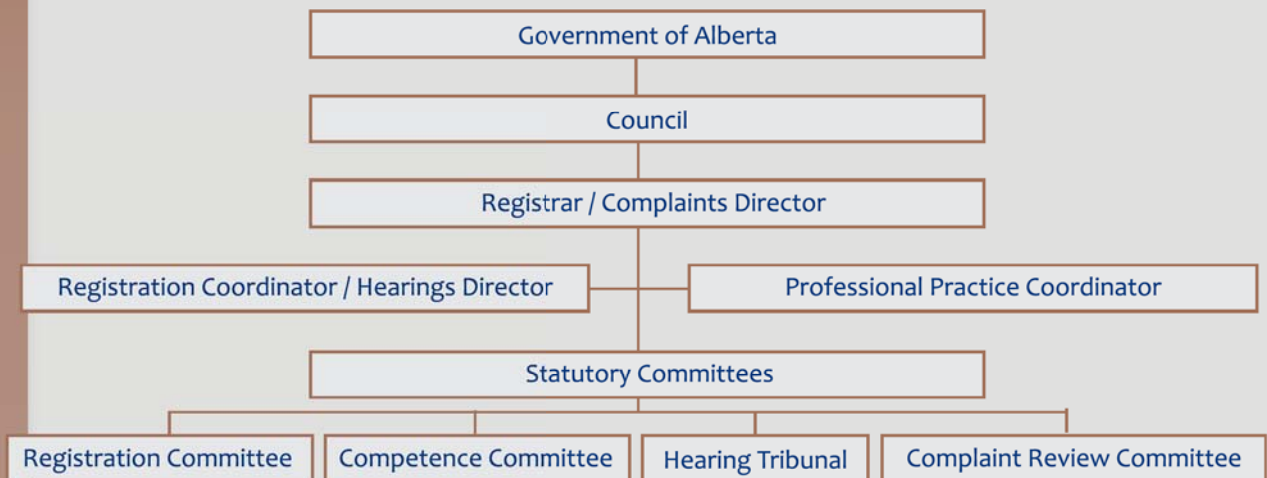 Government of Alberta
Council
Registrar / Complaints Director
Registration Coordinator / Hearings Director
Professional Practice Coordinator
Statutory Committees
Registration Committee
Competence Committee
Hearing Tribunal
Complaint Review Committee